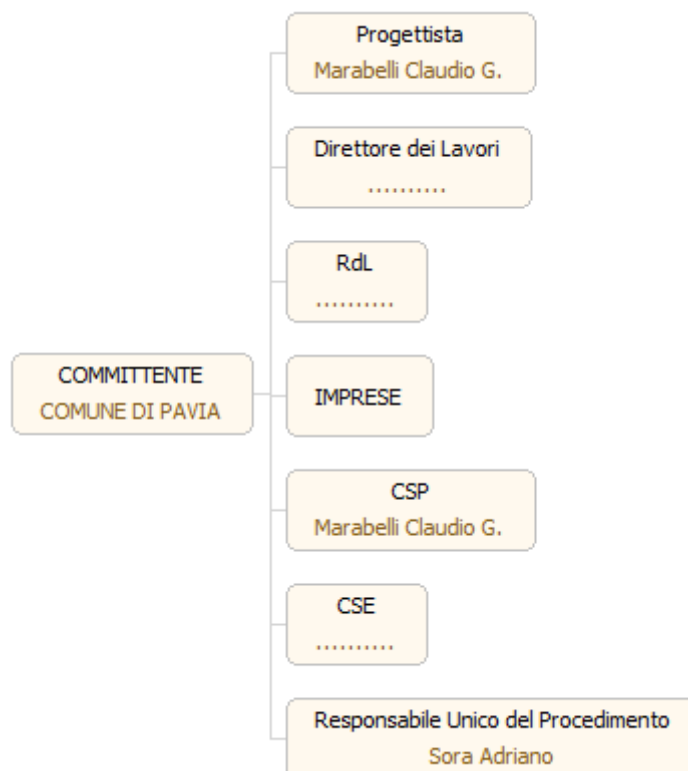 Progettista
Marabelli Claudio G.
Direttore dei Lavori
..........
RdL
..........
COMMITTENTE
COMUNE DI PAVIA
IMPRESE
CSP
Marabelli Claudio G.
CSE
..........
Responsabile Unico del Procedimento
Sora Adriano